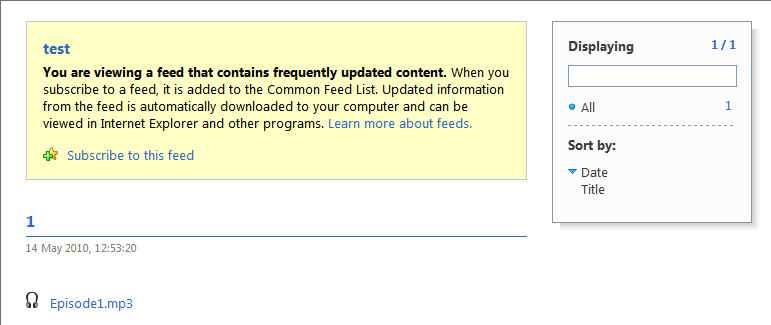 test
You are viewing a feed that contains frequently updated content. When you
subscribe to a feed, it is added to the Common Feed List. Updated information
from the feed is automatically downloaded to your computer and can be
viewed in Internet Explorer and other programs. Learn more about feeds.
Subscribe to this feed
1
14 May 2010, 12:53:20
Episode1.mp3
Displaying 1 / 1
All 1
Sort by:
Date
Title